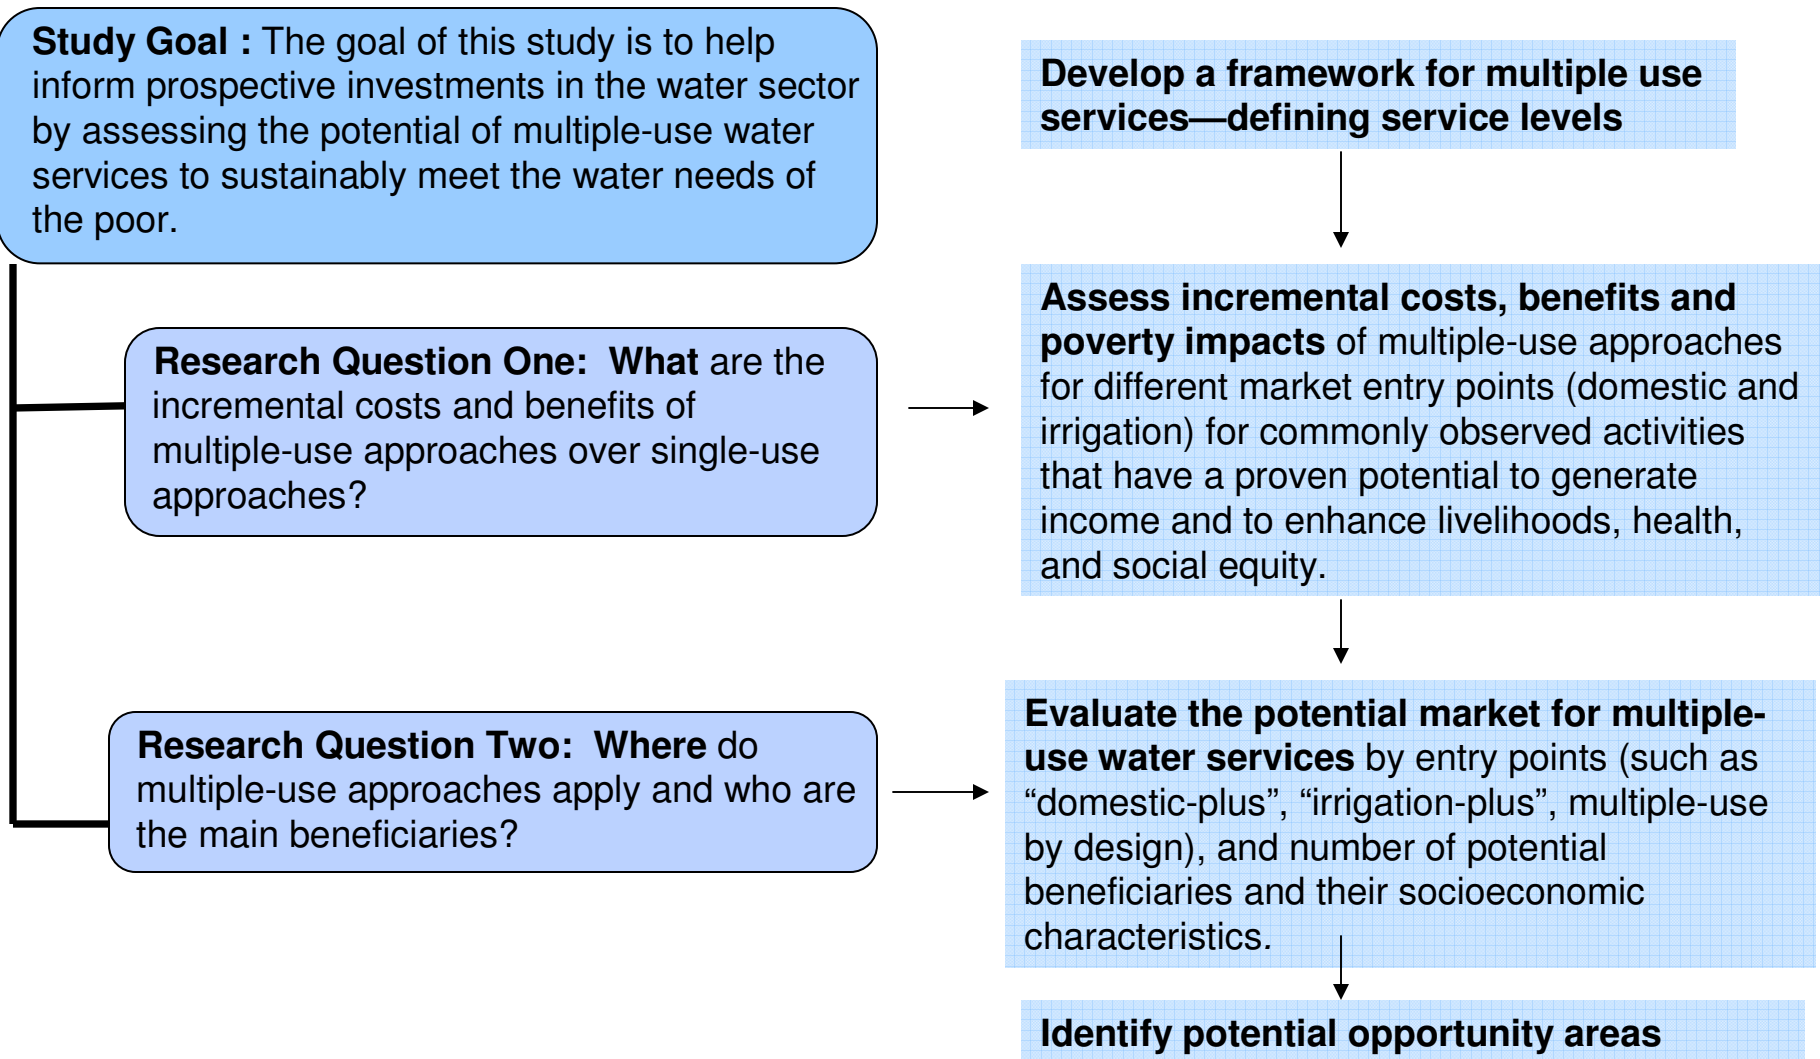 Study Goal : The goal of this study is to help
inform prospective investments in the water sector
by assessing the potential of multiple-use water
services to sustainably meet the water needs of
the poor.
Develop a framework for multiple use
services—defining service levels
Research Question One:  What are the
incremental costs and benefits of
multiple-use approaches over single-use
approaches?
Assess incremental costs, benefits and
poverty impacts of multiple-use approaches
for different market entry points (domestic and
irrigation) for commonly observed activities
that have a proven potential to generate
income and to enhance livelihoods, health,
and social equity.
Research Question Two:  Where do
multiple-use approaches apply and who are
the main beneficiaries?
Evaluate the potential market for multiple-
use water services by entry points (such as
“domestic-plus”, “irrigation-plus”, multiple-use
by design), and number of potential
beneficiaries and their socioeconomic
characteristics.
Identify potential opportunity areas